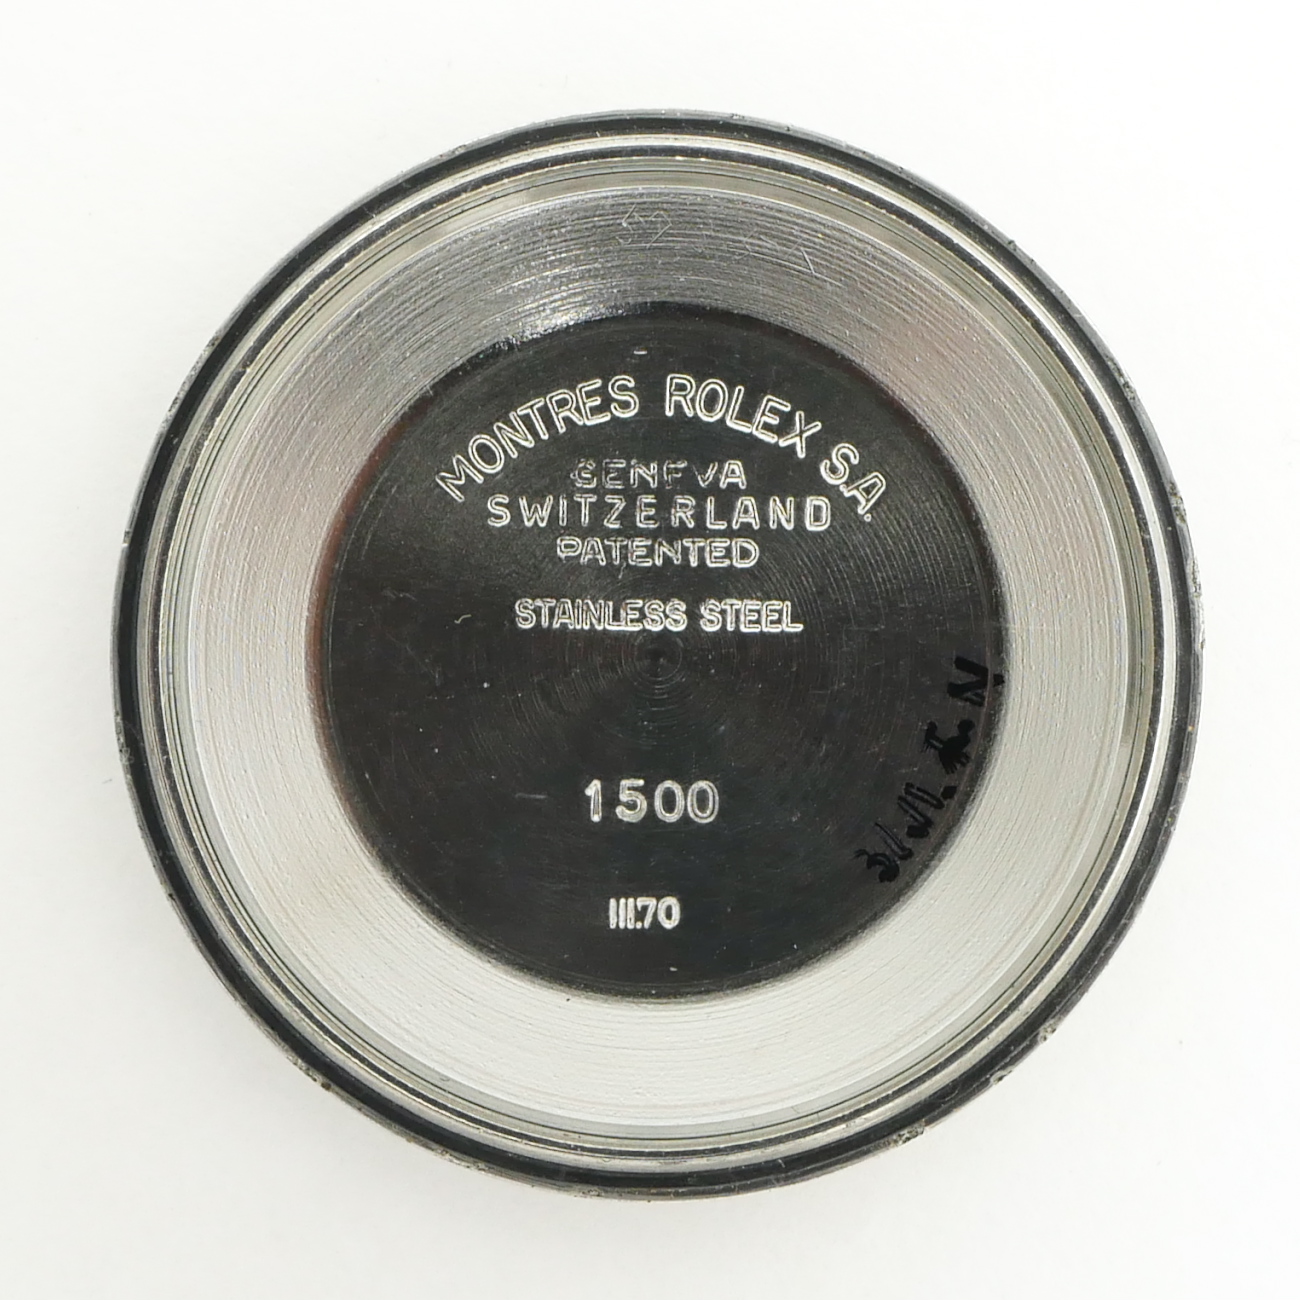 MONTRES ROLEX S.A.
GENEVA
SWITZERLAND
PATENTED
STAINLESS STEEL
1500
III.70